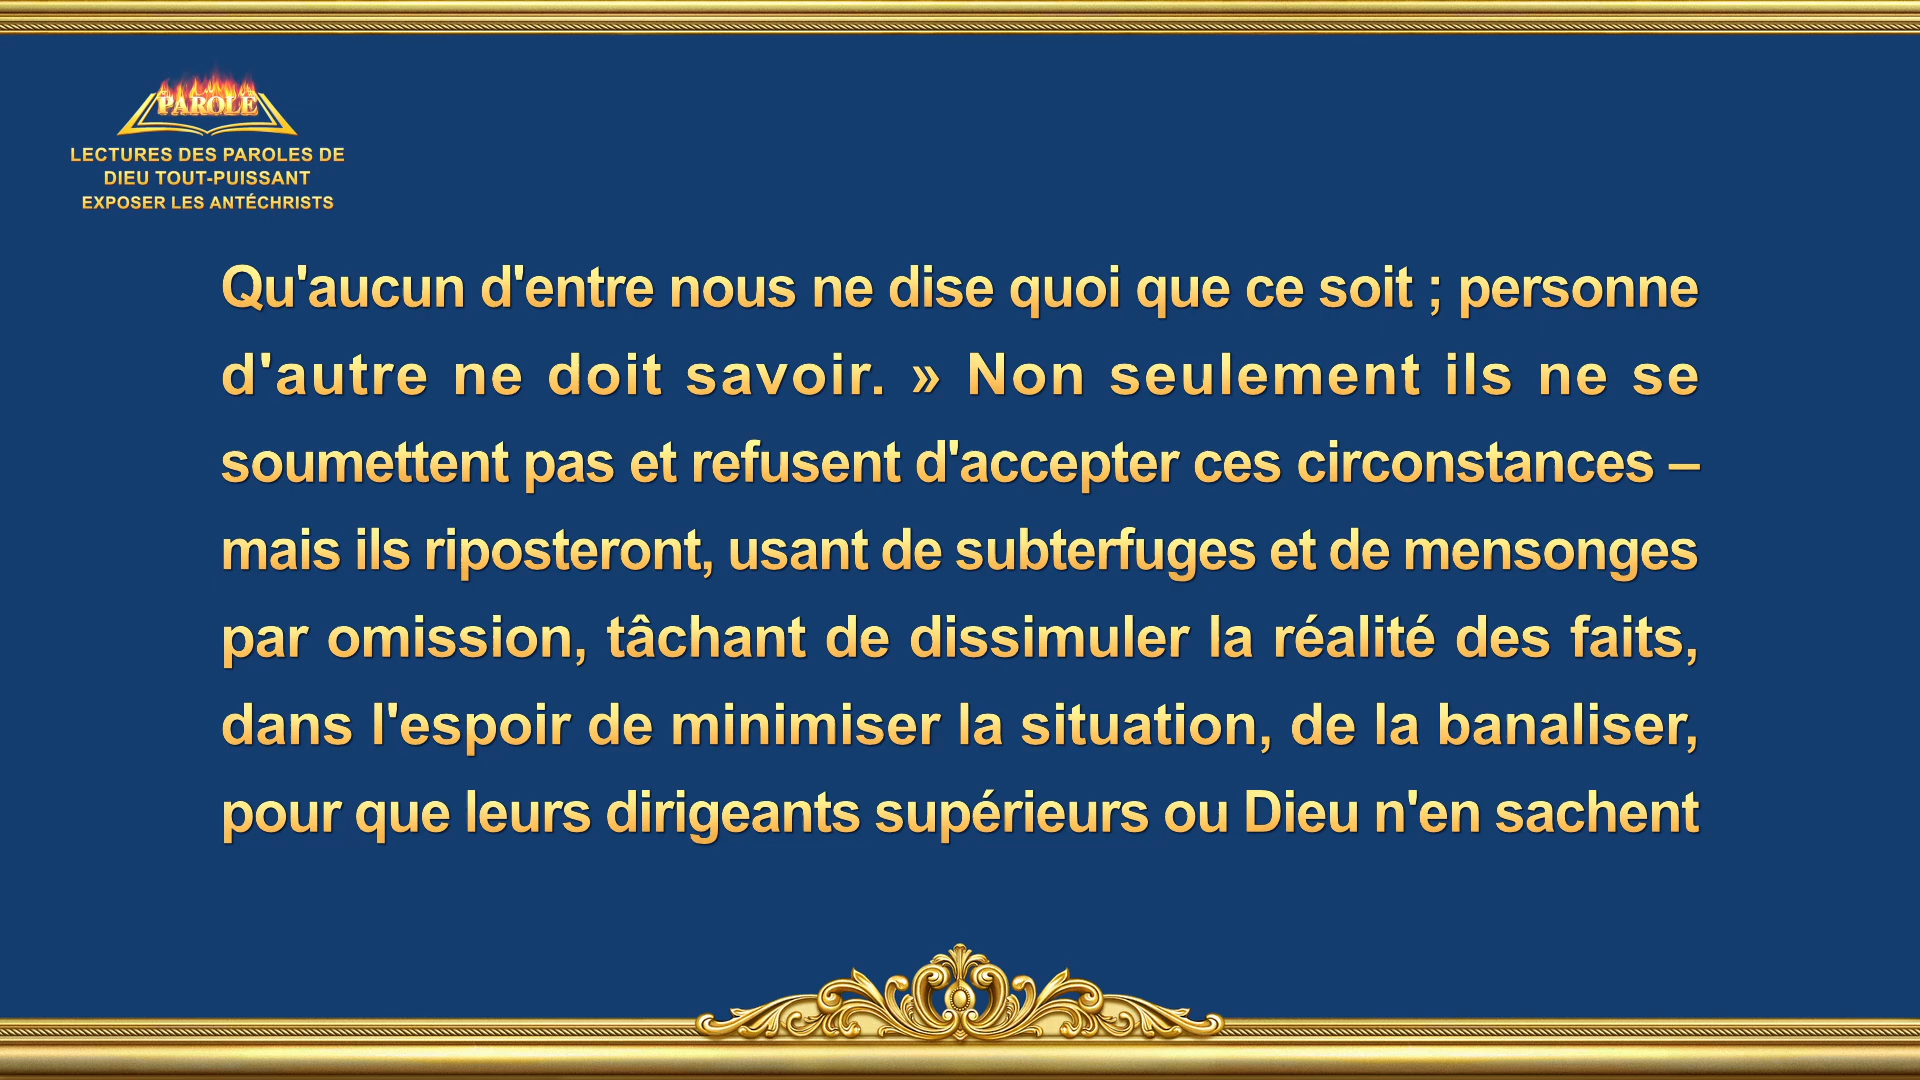 PAROLE
LECTURES DES PAROLES DE
DIEU TOUT-PUISSANT
EXPOSER LES ANTÉCHRISTS
Qu'aucun d'entre nous ne dise quoi que ce soit ; personne
d'autre ne doit savoir. » Non seulement ils ne se
soumettent pas et refusent d'accepter ces circonstances –
mais ils riposteront, usant de subterfuges et de mensonges
par omission, tâchant de dissimuler la réalité des faits,
dans l'espoir de minimiser la situation, de la banaliser,
pour que leurs dirigeants supérieurs ou Dieu n'en sachent